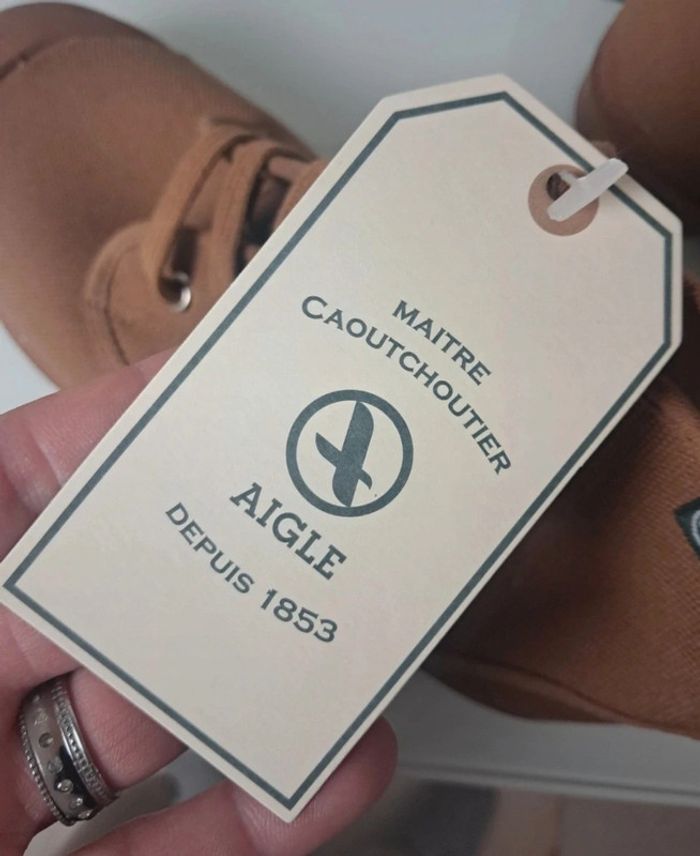 MAITRE
CAOUTCHOUTIER
AIGLE
DEPUIS 1853